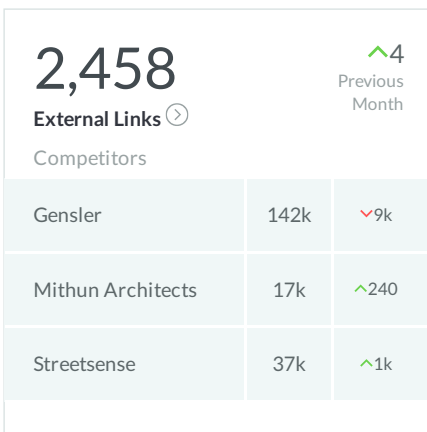 2,458
4
External Links
Previous
Month
Competitors
Gensler 142k 9k
Mithun Architects 17k 240
Streetsense 37k 1k